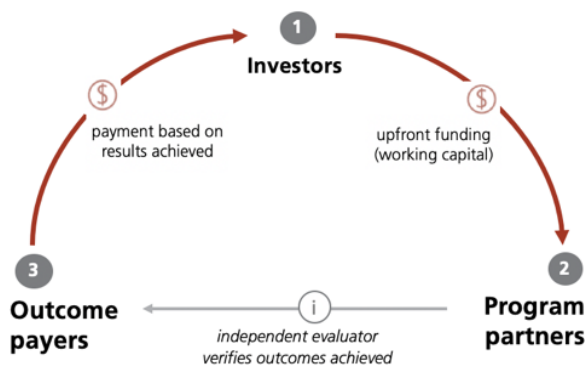 1
Investors
$
payment based on
results achieved
$
upfront funding
(working capital)
3
Outcome
payers
2
Program
partners
i
independent evaluator
verifies outcomes achieved